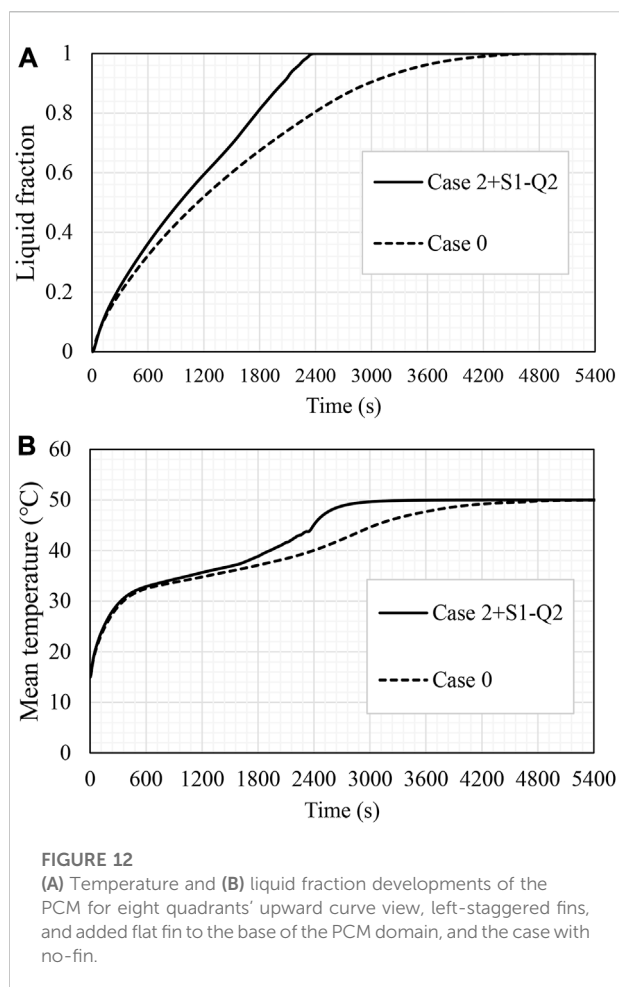 A
1
0.8
0.6
0.4
0.2
0
Liquid fraction
Case 2+S1-Q2
Case 0
0 600 1200 1800 2400 3000 3600 4200 4800 5400
Time (s)
B
60
50
40
30
20
10
0
Mean temperature (°C)
Case 2+S1-Q2
Case 0
0 600 1200 1800 2400 3000 3600 4200 4800 5400
Time (s)
FIGURE 12
(A) Temperature and (B) liquid fraction developments of the
PCM for eight quadrants’ upward curve view, left-staggered fins,
and added flat fin to the base of the PCM domain, and the case with
no-fin.